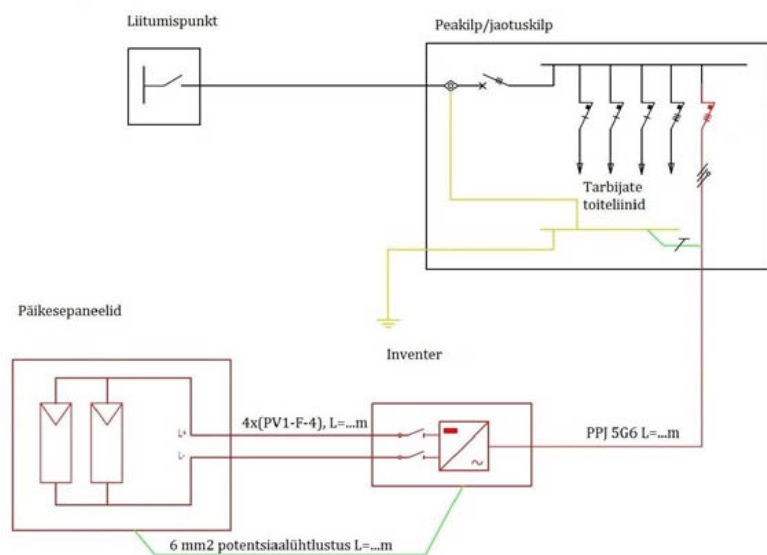 Liitumispunkt
Peakilp/jaotuskilp
Tarbijate
toiteliinid
Päikesepaneelid
Inventer
L+
4x(PV1-F-4), L=...m
L-
PPJ 5G6 L=...m
6 mm2 potentsiaalühtlustus L=...m